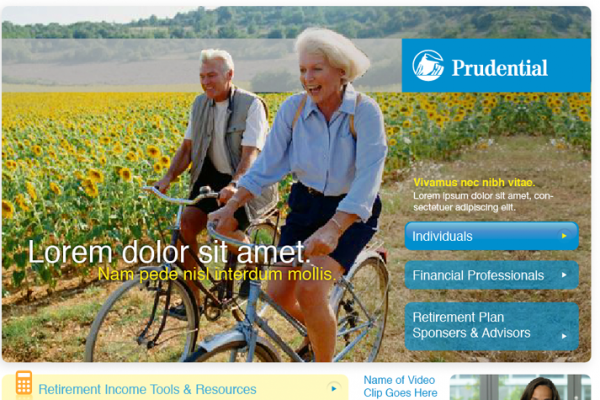 Prudential
Vivamus nec nibh vitae.
Lorem ipsum dolor sit amet, con-
sectetuer adipiscing elit.
Individuals
Lorem dolor sit amet.
Nam pede nisl interdum mollis.
Financial Professionals
Retirement Plan
Sponsers & Advisors
Retirement Income Tools & Resources
Name of Video
Clip Goes Here